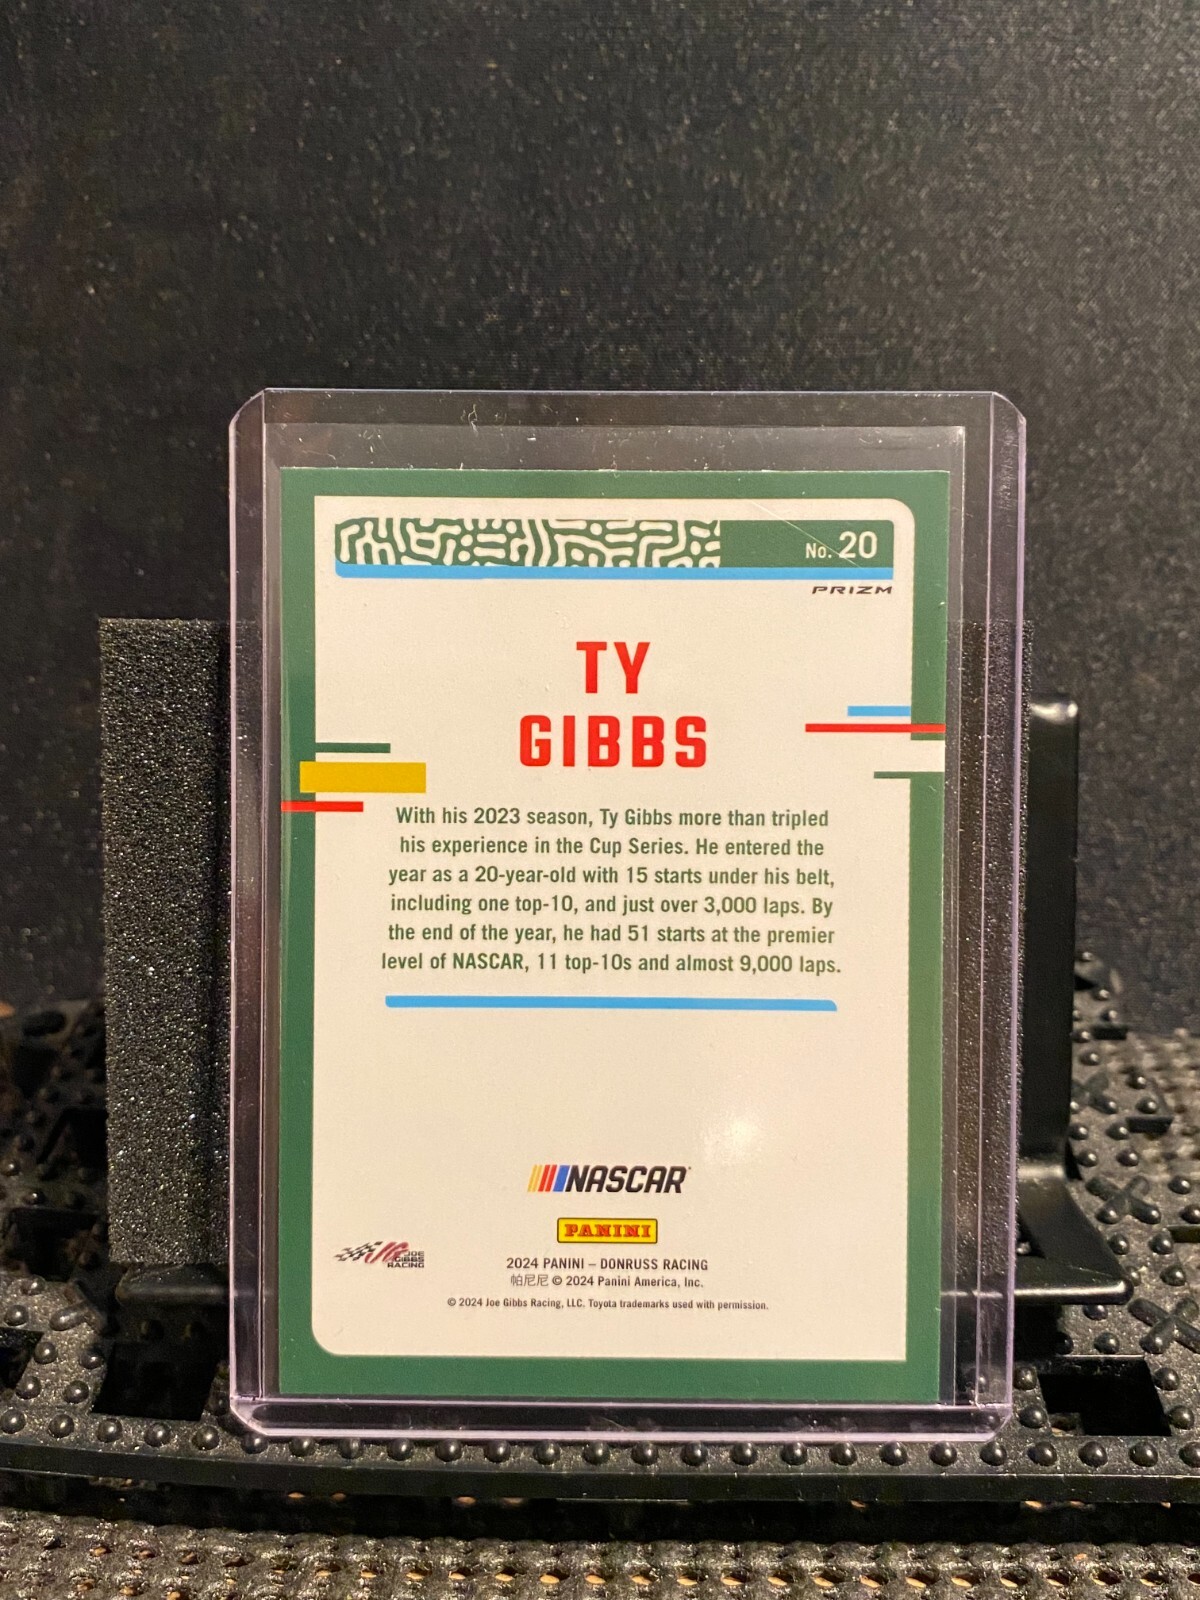 No. 20
PRIZM
TY
GIBBS
With his 2023 season, Ty Gibbs more than tripled
his experience in the Cup Series. He entered the
year as a 20-year-old with 15 starts under his belt,
including one top-10, and just over 3,000 laps. By
the end of the year, he had 51 starts at the premier
level of NASCAR, 11 top-10s and almost 9,000 laps.
NASCAR
PANINI
JOE
GIBBS
RACING
2024 PANINI – DONRUSS RACING
帕尼尼 © 2024 Panini America, Inc.
© 2024 Joe Gibbs Racing, LLC. Toyota trademarks used with permission.